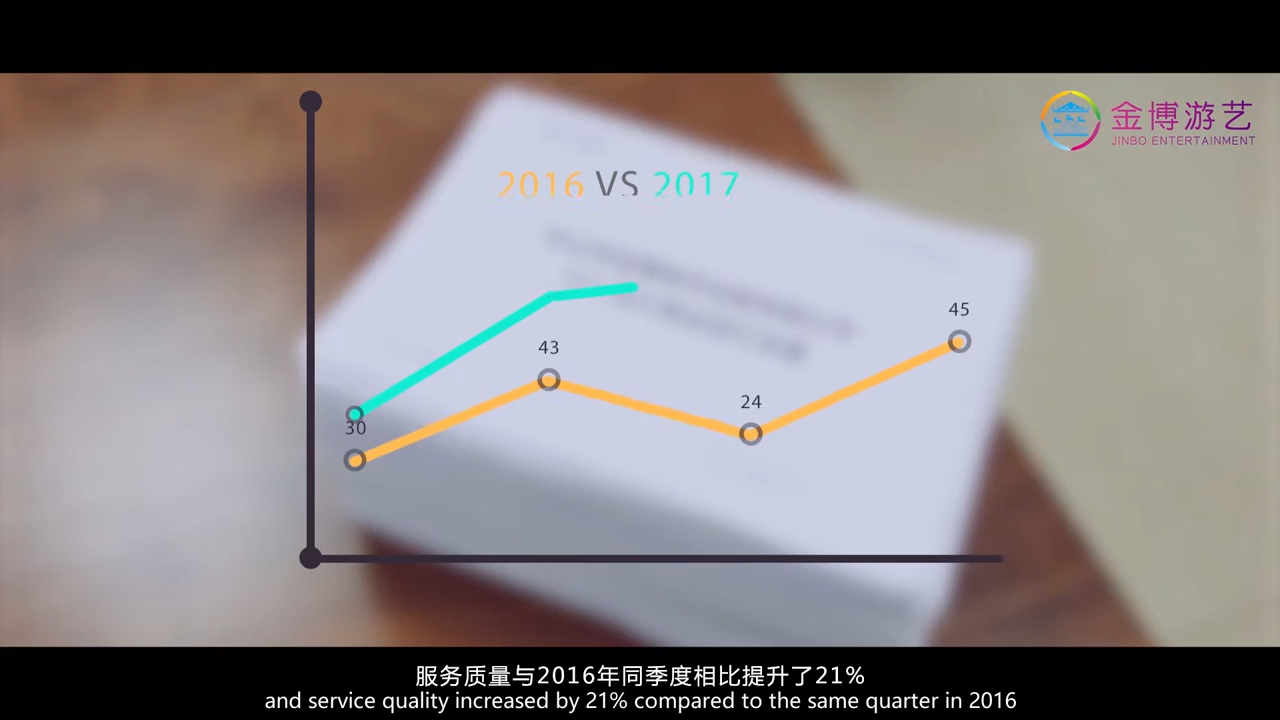 金博游艺
JINBO ENTERTAINMENT
2016 VS 2017
45
43
24
30
服务质量与2016年同季度相比提升了21%
and service quality increased by 21% compared to the same quarter in 2016